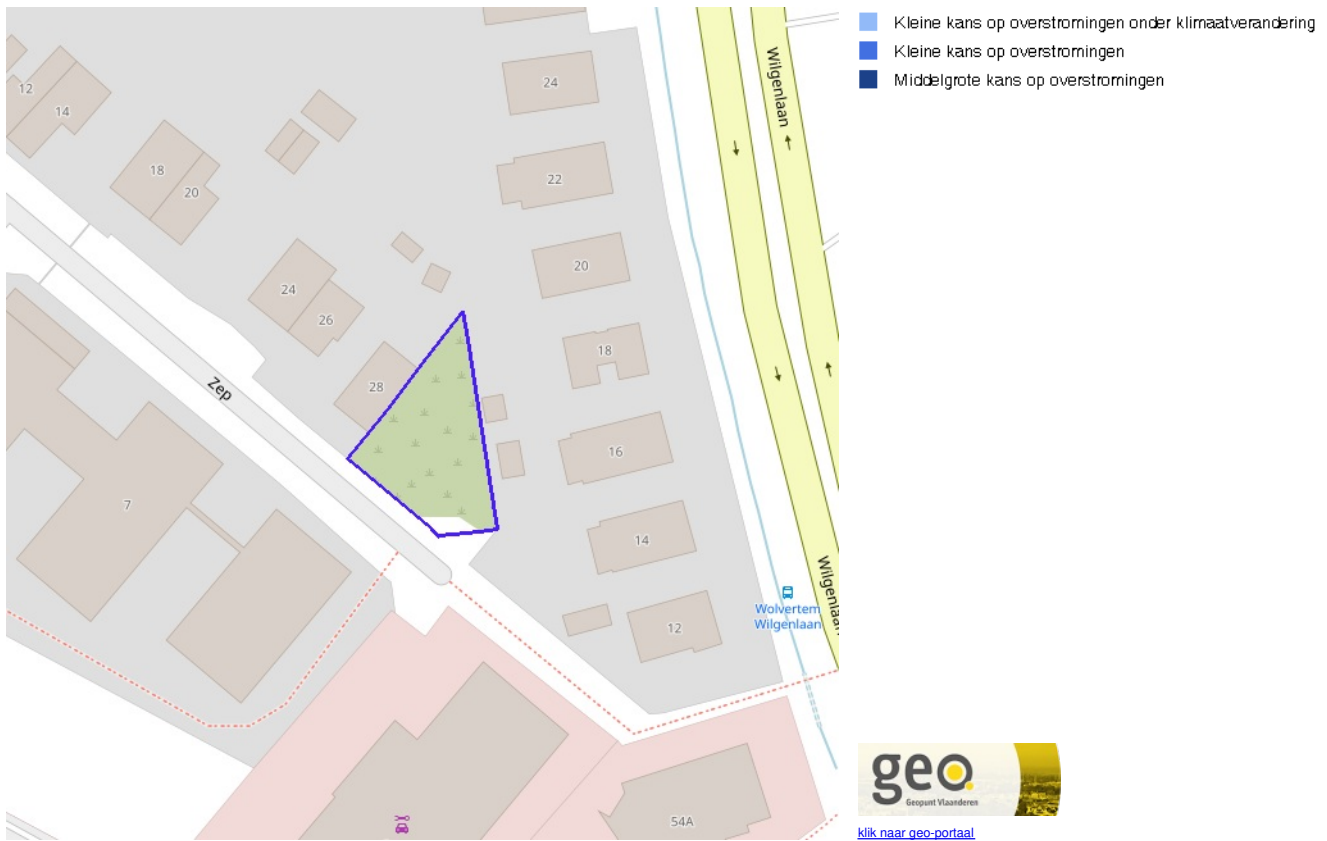 Kleine kans op overstromingen onder klimaatverandering
Kleine kans op overstromingen
Middelgrote kans op overstromingen
Wilgenlaan
24
12
14
18
20
22
20
24
26
18
28
Zep
16
7
14
Wilgenlaan
Wolvertem
Wilgenlaan
12
54A
geo.
Geopunt Vlaanderen
klik naar geo-portaal